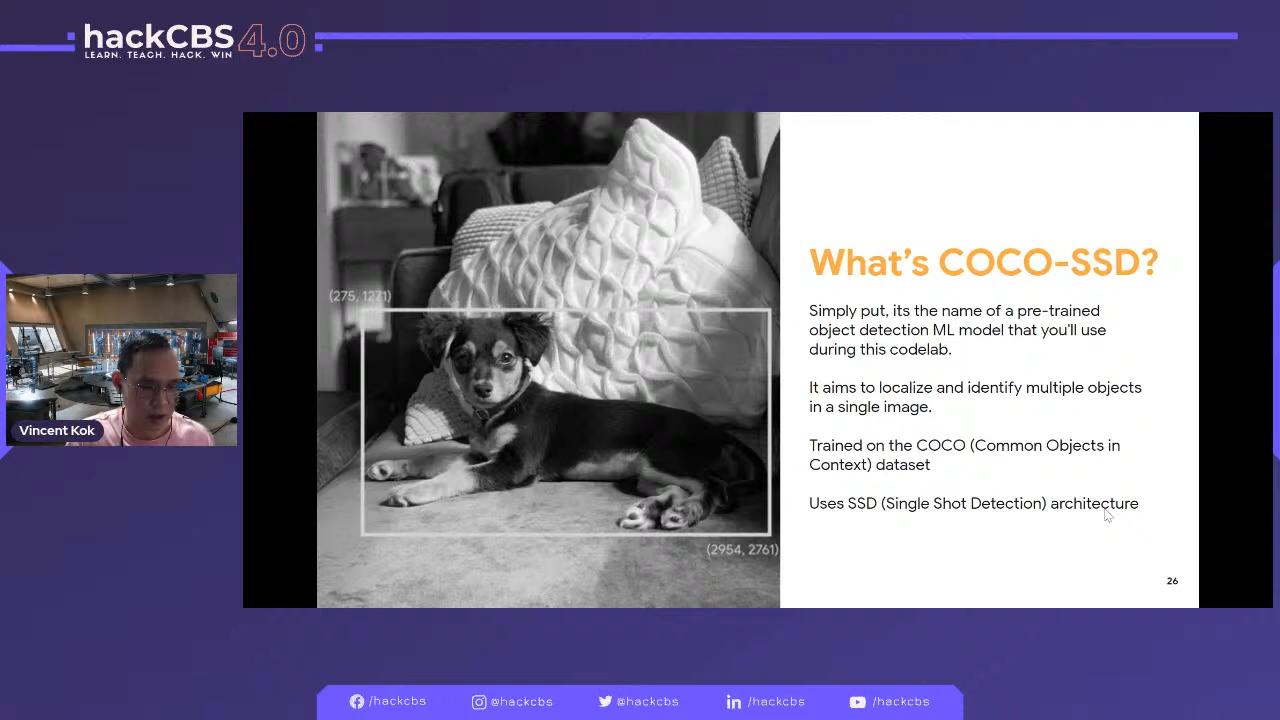 hackCBS 4.0
LEARN. TEACH. HACK. WIN
(275, 1271)
(2954, 2761)
What's COCO-SSD?
Simply put, its the name of a pre-trained
object detection ML model that you'll use
during this codelab.
It aims to localize and identify multiple objects
in a single image.
Trained on the COCO (Common Objects in
Context) dataset
Uses SSD (Single Shot Detection) architecture
26
Vincent Kok
/hackcbs
@hackcbs
@hackcbs
/hackcbs
/hackcbs